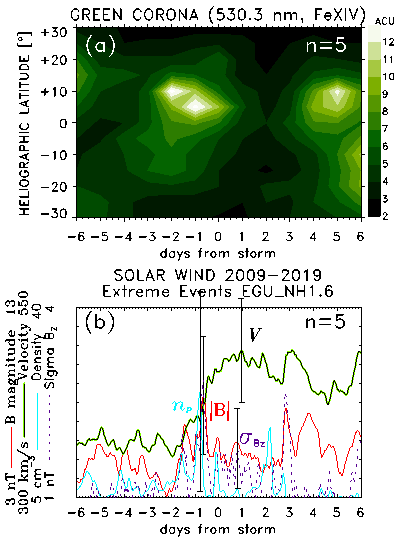 GREEN CORONA (530.3 nm, FeXIV)
ACU
(a)
n=5
+30
+20
+10
0
-10
-20
-30
HELIOGRAPHIC LATITUDE [°]
12
11
10
9
8
7
6
5
4
3
2
-6 -5 -4 -3 -2 -1 0 1 2 3 4 5 6
days from storm
SOLAR WIND 2009-2019
Extreme Events EGU_NH1.6
(b)
n=5
V
n_P
|B|
σ_Bz
3 nT B magnitude 13
300 km/s Velocity 550
5 cm⁻³ Density 40
1 nT Sigma B_z 4
-6 -5 -4 -3 -2 -1 0 1 2 3 4 5 6
days from storm